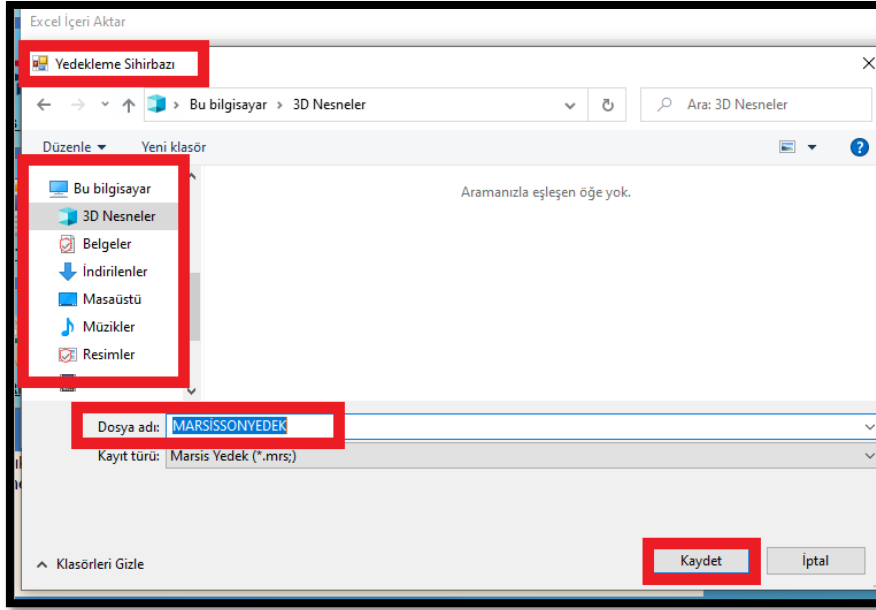 Excel İçeri Aktar
Yedekleme Sihirbazı
Bu bilgisayar › 3D Nesneler
Ara: 3D Nesneler
Düzenle
Yeni klasör
Bu bilgisayar
3D Nesneler
Belgeler
İndirilenler
Masaüstü
Müzikler
Resimler
Aramanızla eşleşen öğe yok.
Dosya adı: MARSİSSONYEDEK
Kayıt türü: Marsis Yedek (*.mrs;)
Klasörleri Gizle
Kaydet
İptal